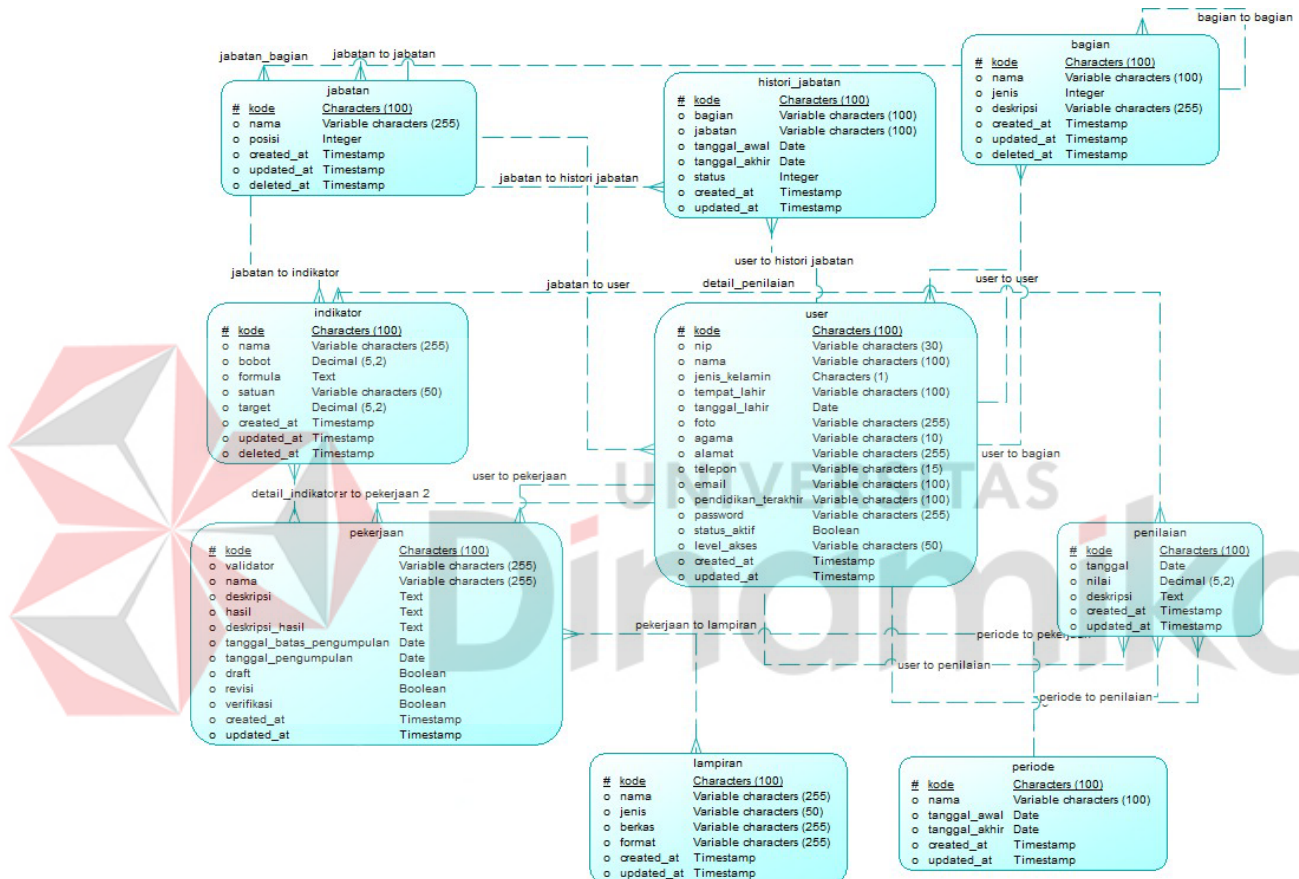 bagian to bagian
jabatan_bagian
jabatan to jabatan
bagian
# kode Characters (100)
o nama Variable characters (100)
o jenis Integer
o deskripsi Variable characters (255)
o created_at Timestamp
o updated_at Timestamp
o deleted_at Timestamp
jabatan
# kode Characters (100)
o nama Variable characters (255)
o posisi Integer
o created_at Timestamp
o updated_at Timestamp
o deleted_at Timestamp
histori_jabatan
# kode Characters (100)
o bagian Variable characters (100)
o jabatan Variable characters (100)
o tanggal_awal Date
o tanggal_akhir Date
o status Integer
o created_at Timestamp
o updated_at Timestamp
jabatan to histori jabatan
user to histori jabatan
jabatan to indikator
jabatan to user
detail_penilaian
user to user
indikator
# kode Characters (100)
o nama Variable characters (255)
o bobot Decimal (5,2)
o formula Text
o satuan Variable characters (50)
o target Decimal (5,2)
o created_at Timestamp
o updated_at Timestamp
o deleted_at Timestamp
user
# kode Characters (100)
o nip Variable characters (30)
o nama Variable characters (100)
o jenis_kelamin Characters (1)
o tempat_lahir Variable characters (100)
o tanggal_lahir Date
o foto Variable characters (255)
o agama Variable characters (10)
o alamat Variable characters (255)
o telepon Variable characters (15)
o email Variable characters (100)
o pendidikan_terakhir Variable characters (100)
o password Variable characters (255)
o status_aktif Boolean
o level_akses Variable characters (50)
o created_at Timestamp
o updated_at Timestamp
user to bagian
user to pekerjaan
detail_indikator
to pekerjaan 2
UNIVERSITAS
Dinamika
pekerjaan
# kode Characters (100)
o validator Variable characters (255)
o nama Variable characters (255)
o deskripsi Text
o hasil Text
o deskripsi_hasil Text
o tanggal_batas_pengumpulan Date
o tanggal_pengumpulan Date
o draft Boolean
o revisi Boolean
o verifikasi Boolean
o created_at Timestamp
o updated_at Timestamp
penilaian
# kode Characters (100)
o tanggal Date
o nilai Decimal (5,2)
o deskripsi Text
o created_at Timestamp
o updated_at Timestamp
pekerjaan to lampiran
periode to pekerjaan
user to penilaian
periode to penilaian
lampiran
# kode Characters (100)
o nama Variable characters (255)
o jenis Variable characters (50)
o berkas Variable characters (255)
o format Variable characters (255)
o created_at Timestamp
o updated_at Timestamp
periode
# kode Characters (100)
o nama Variable characters (100)
o tanggal_awal Date
o tanggal_akhir Date
o created_at Timestamp
o updated_at Timestamp